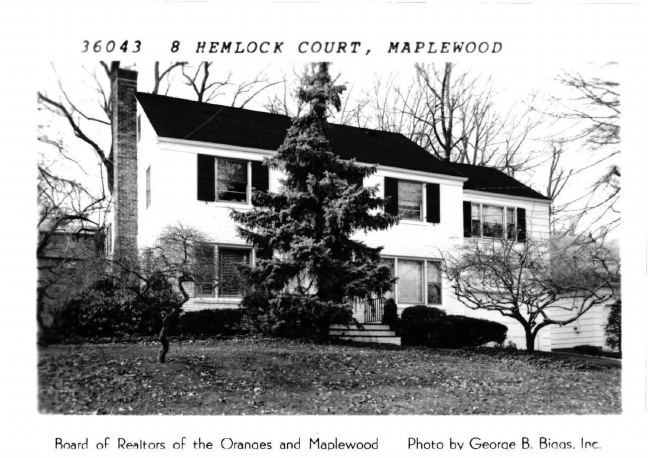 36043 8 HEMLOCK COURT, MAPLEWOOD
Board of Realtors of the Oranges and Maplewood Photo by George B. Biggs, Inc.